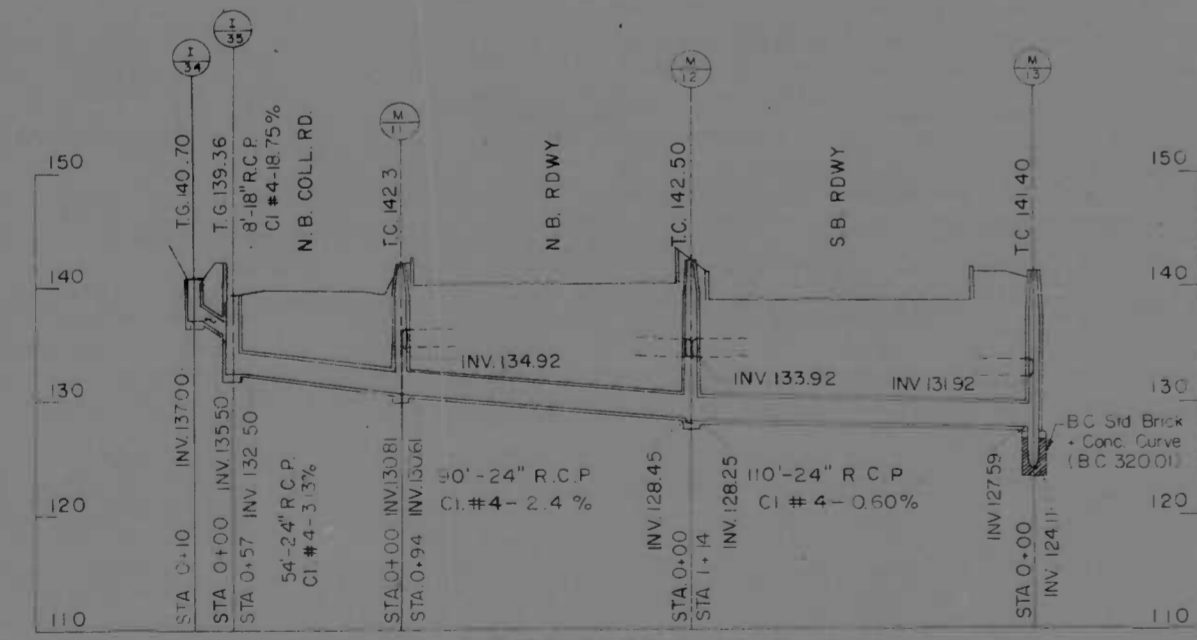 I
34
I
35
M
11
M
12
M
13
150
140
130
120
110
T.G. 140.70
T.G 139.36
8'-18" R.C.P.
Cl #4-18.75%
N.B. COLL. RD.
T.C. 142.3
N.B. RDWY
T.C. 142.50
S.B. RDWY
T.C. 141.40
150
140
130
120
110
INV. 134.92
INV 133.92
INV 131.92
B.C. Std Brick
+ Conc. Curve
(B.C. 320.01)
STA 0+10 INV. 137.00
STA 0+00 INV. 135.50
STA 0+57 INV. 132.50
54'-24" R.C.P.
Cl. #4-3.13%
STA. 0+00 INV. 130.81
STA. 0+94 INV. 130.61
90'-24" R.C.P
Cl. #4- 2.4 %
STA. 0+00 INV. 128.45
STA 1+14 INV. 128.25
110'-24" R.C.P
Cl #4-0.60%
INV 127.59
STA 0+00
INV. 124.11